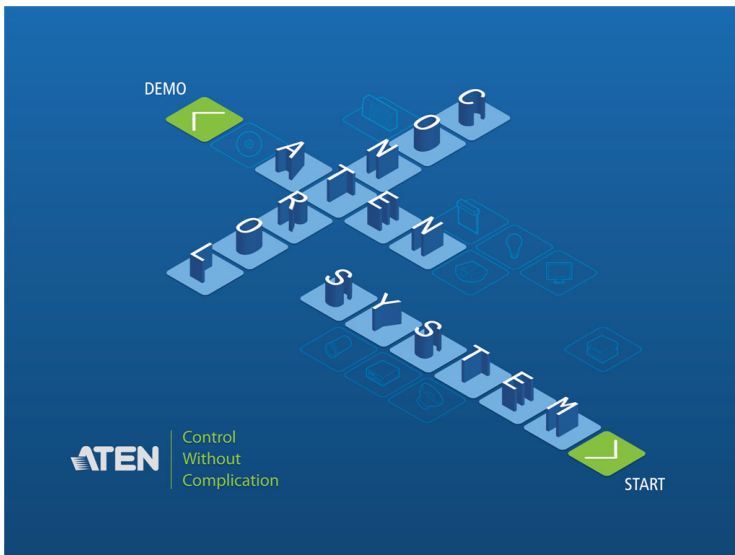 DEMO
ATEN
CONTROL
SYSTEM
START
ATEN
Control
Without
Complication